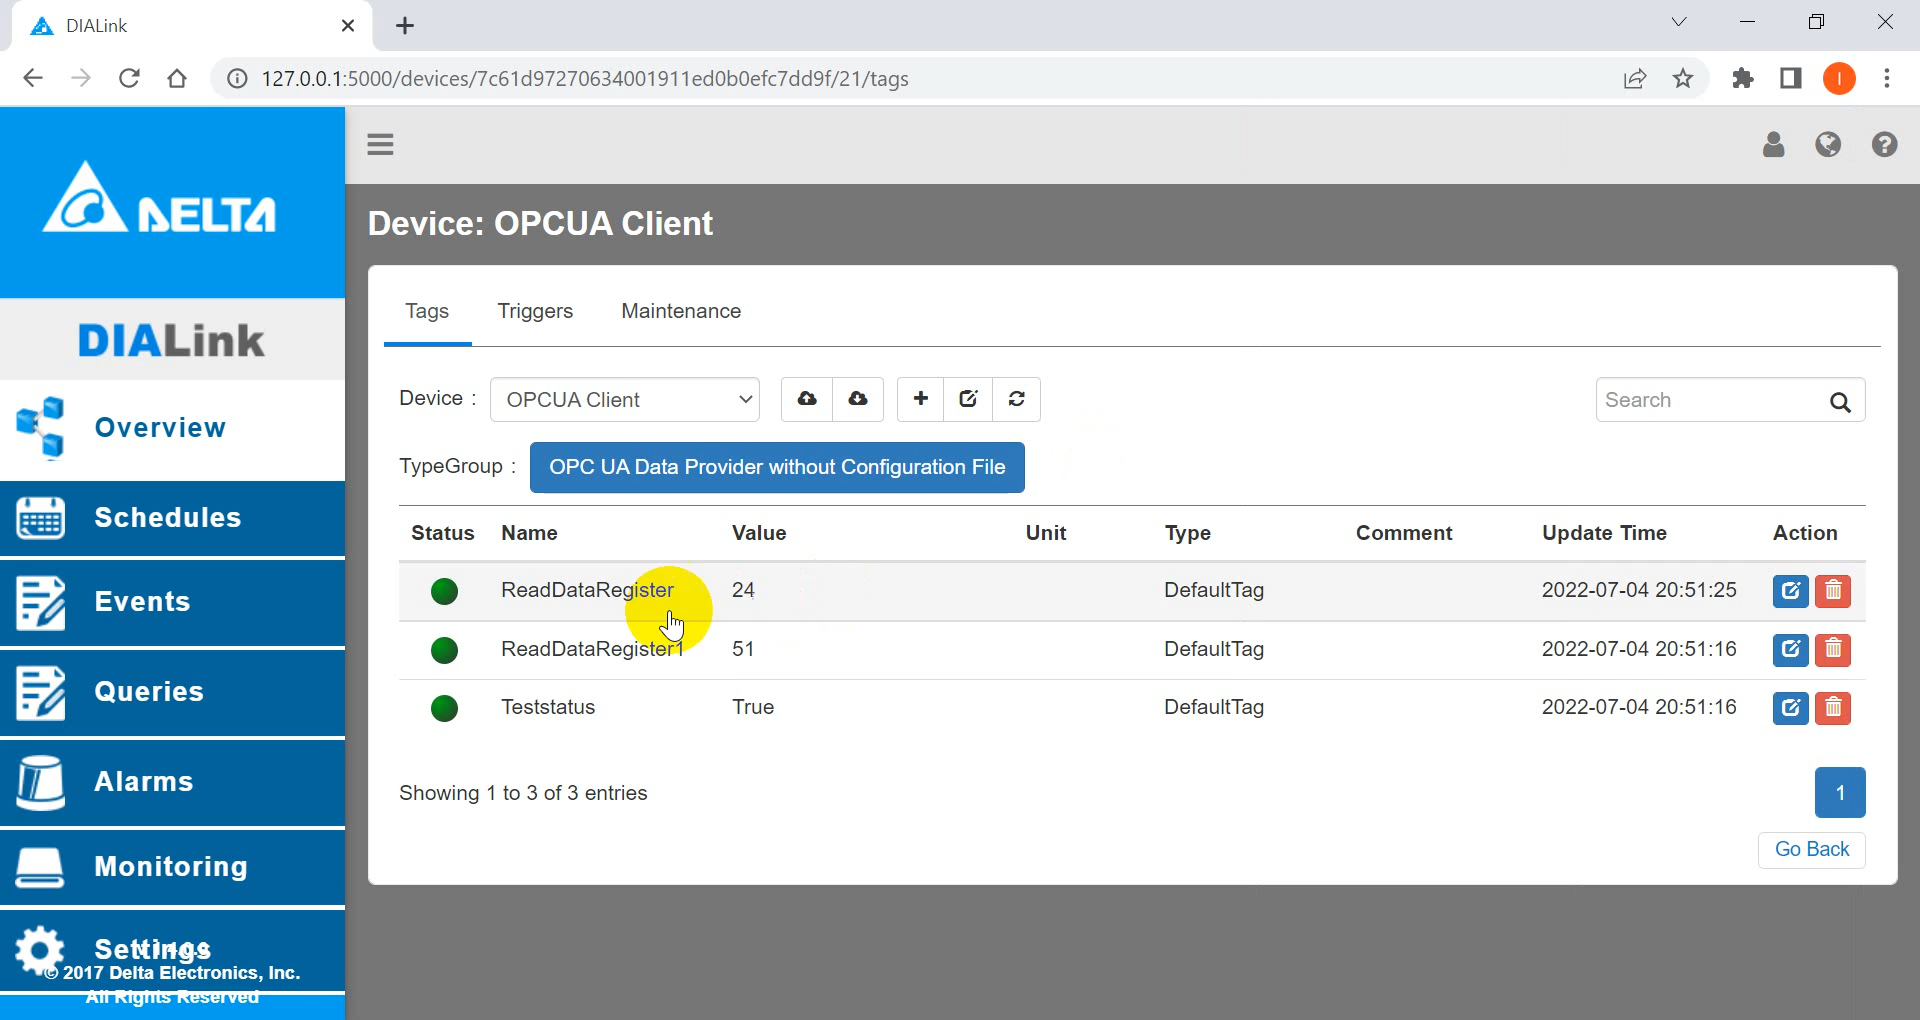 DIALink
127.0.0.1:5000/devices/7c61d97270634001911ed0b0efc7dd9f/21/tags
I
DELTA
DIALink
Overview
Schedules
Events
Queries
Alarms
Monitoring
Settings
© 2017 Delta Electronics, Inc.
All Rights Reserved
Device: OPCUA Client
Tags Triggers Maintenance
Device : OPCUA Client Search
TypeGroup : OPC UA Data Provider without Configuration File
Status Name Value Unit Type Comment Update Time Action
ReadDataRegister 24 DefaultTag 2022-07-04 20:51:25
ReadDataRegister1 51 DefaultTag 2022-07-04 20:51:16
Teststatus True DefaultTag 2022-07-04 20:51:16
Showing 1 to 3 of 3 entries 1
Go Back